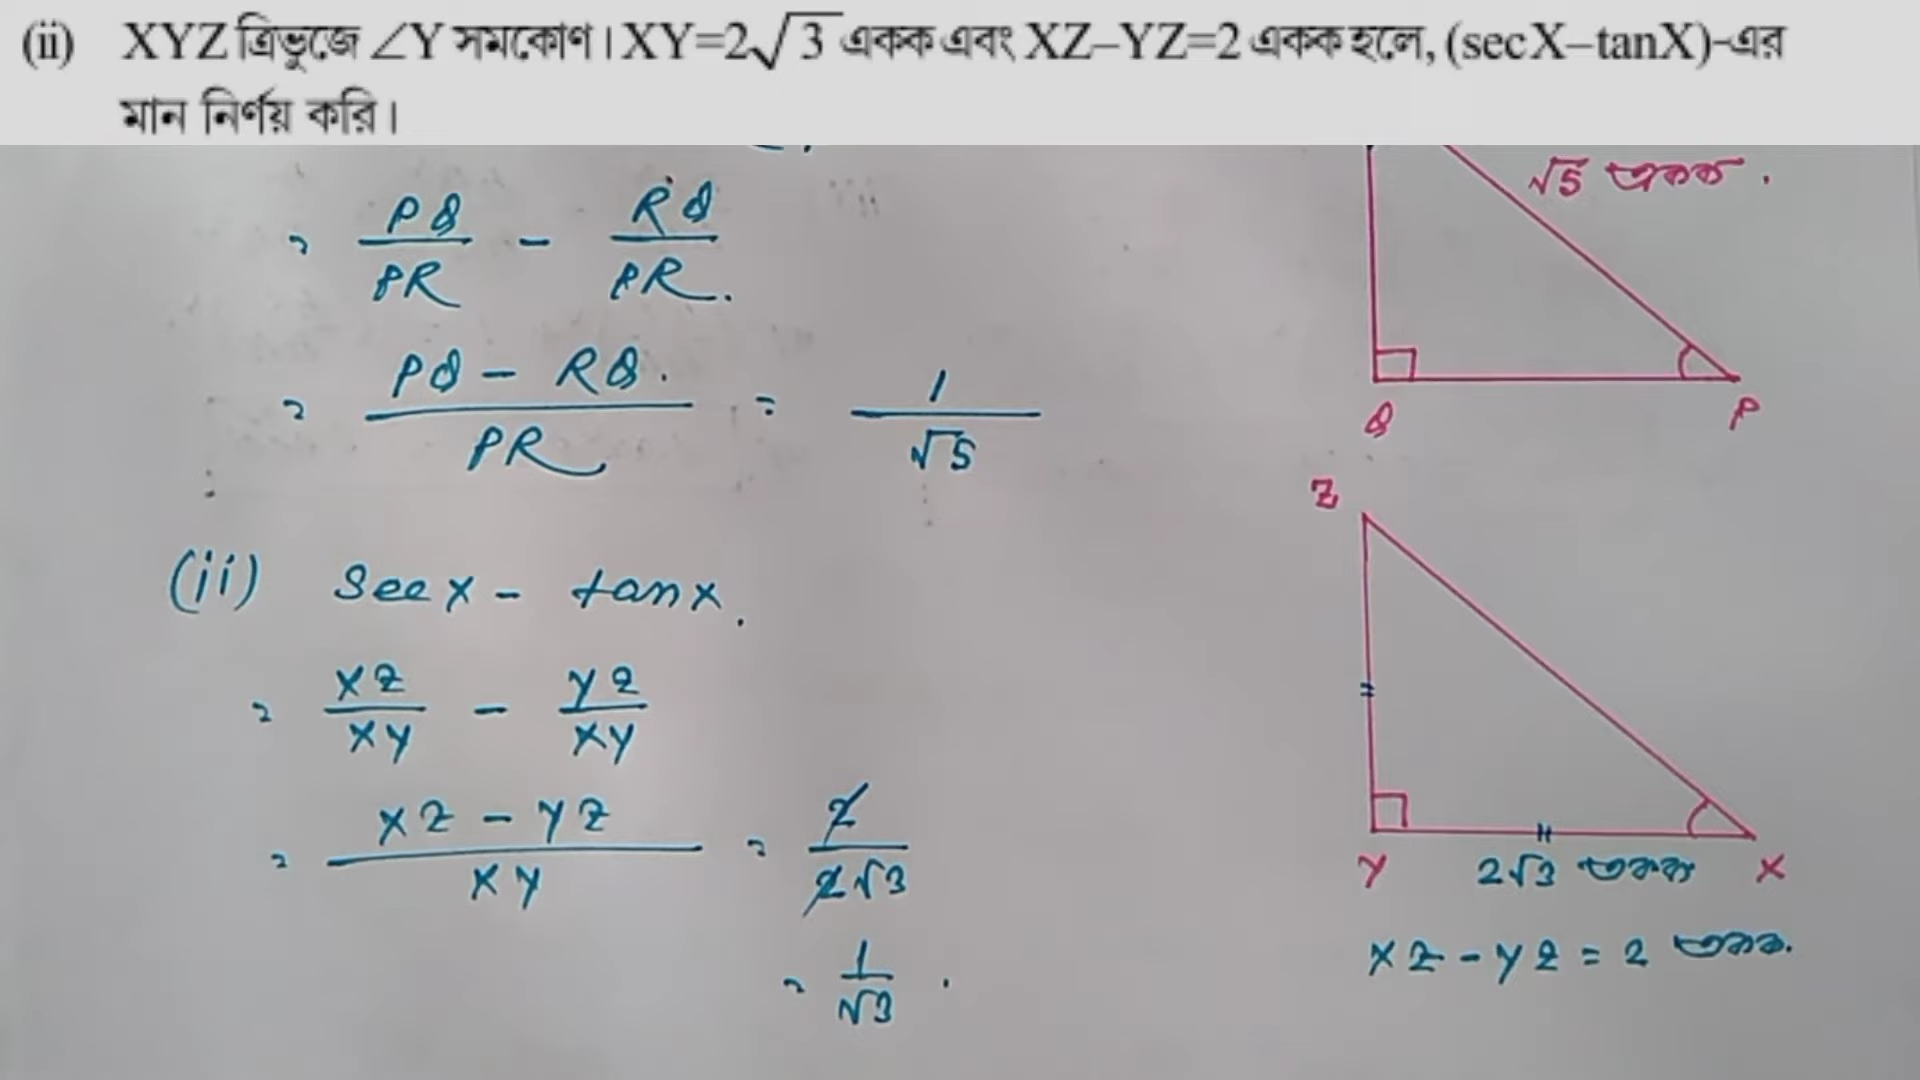 (ii) XYZ ত্রিভুজে ∠Y সমকোণ। XY=2√3 একক এবং XZ–YZ=2 একক হলে, (secX–tanX)-এর
মান নির্ণয় করি।
√5 একক.
= PQ/PR - RQ/PR.
= (PQ - RQ.)/PR = 1/√5
Q P
Z
(ii) Sec X - tan X.
= XZ/XY - YZ/XY
= (XZ - YZ)/XY = 2/2√3
Y 2√3 একক X
XZ - YZ = 2 একক.
= 1/√3.